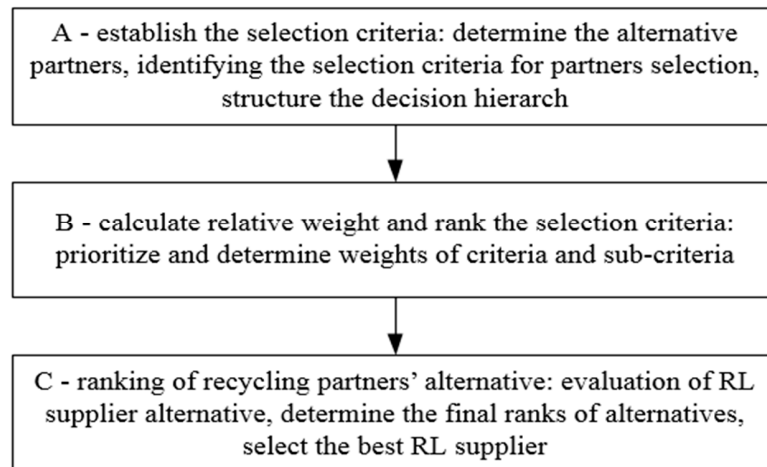 A - establish the selection criteria: determine the alternative
partners, identifying the selection criteria for partners selection,
structure the decision hierarch
B - calculate relative weight and rank the selection criteria:
prioritize and determine weights of criteria and sub-criteria
C - ranking of recycling partners’ alternative: evaluation of RL
supplier alternative, determine the final ranks of alternatives,
select the best RL supplier